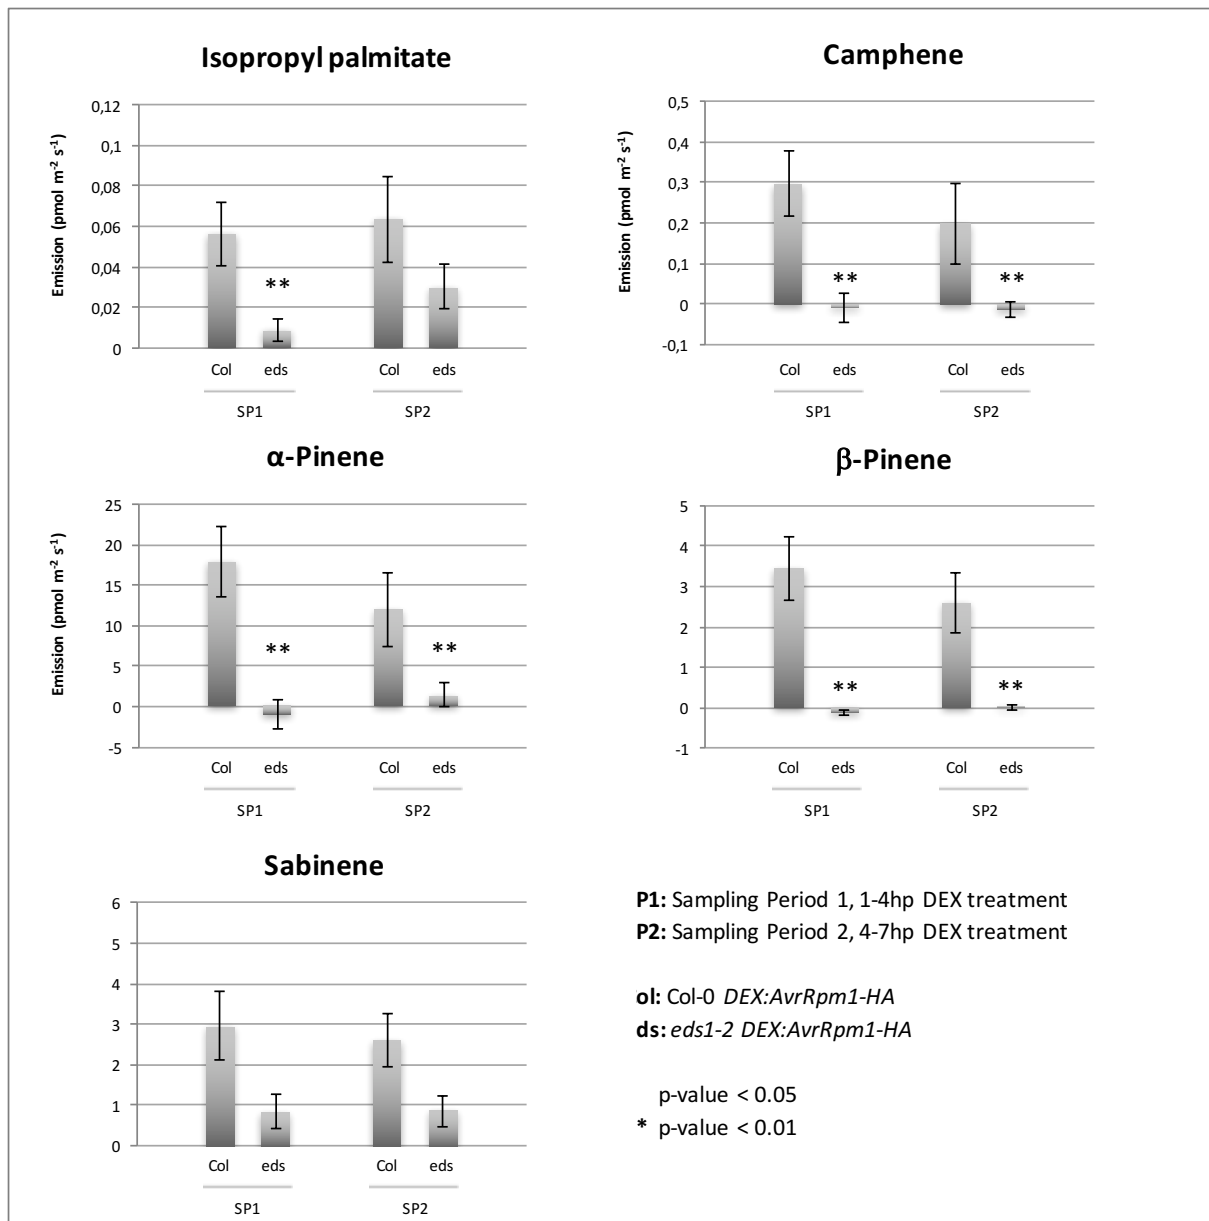 Isopropyl palmitate
Emission (pmol m⁻² s⁻¹)
0,12
0,1
0,08
0,06
0,04
0,02
0
**
Col eds Col eds
SP1 SP2
Camphene
Emission (pmol m⁻² s⁻¹)
0,5
0,4
0,3
0,2
0,1
0
-0,1
** **
Col eds Col eds
SP1 SP2
α-Pinene
Emission (pmol m⁻² s⁻¹)
25
20
15
10
5
0
-5
** **
Col eds Col eds
SP1 SP2
β-Pinene
5
4
3
2
1
0
-1
** **
Col eds Col eds
SP1 SP2
Sabinene
6
5
4
3
2
1
0
Col eds Col eds
SP1 SP2
P1: Sampling Period 1, 1-4hp DEX treatment
P2: Sampling Period 2, 4-7hp DEX treatment
ol: Col-0 DEX:AvrRpm1-HA
ds: eds1-2 DEX:AvrRpm1-HA
p-value < 0.05
* p-value < 0.01